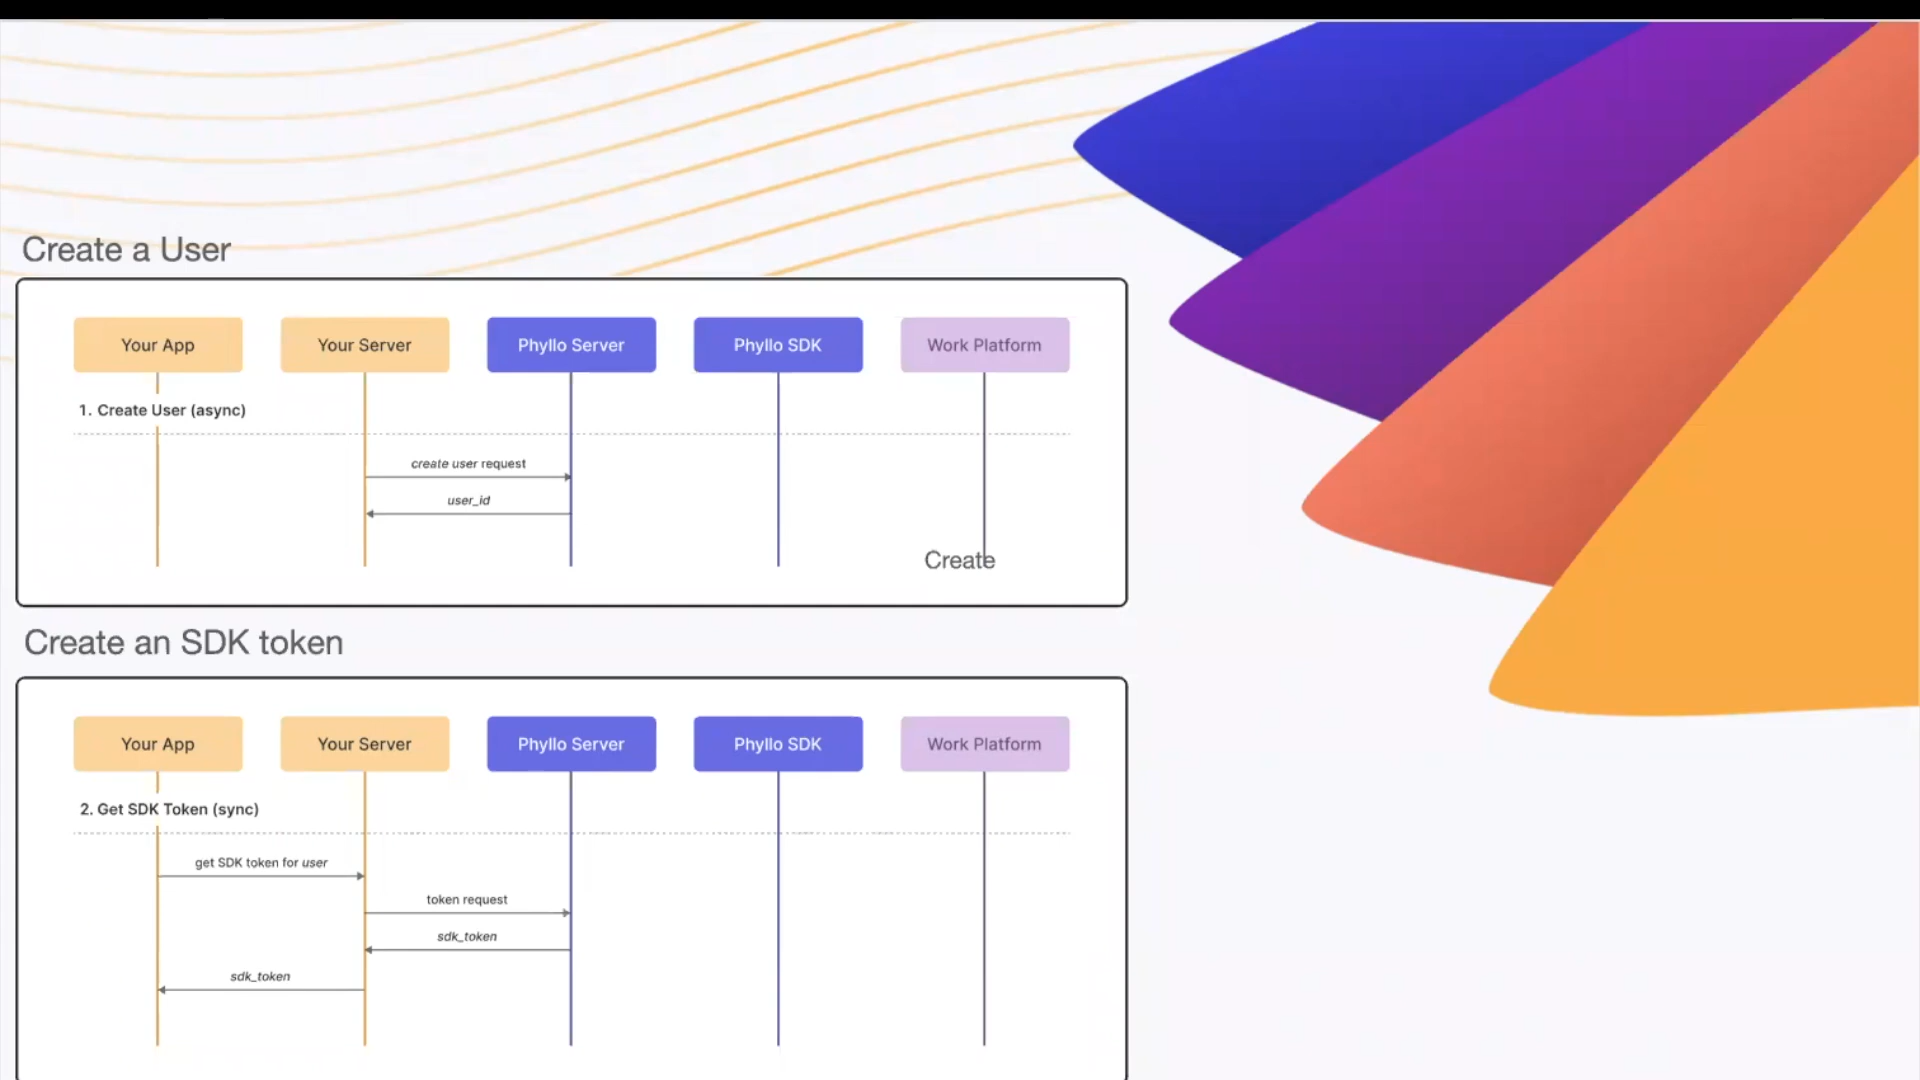 Create a User
Your App
Your Server
Phyllo Server
Phyllo SDK
Work Platform
1. Create User (async)
create user request
user_id
Create
Create an SDK token
Your App
Your Server
Phyllo Server
Phyllo SDK
Work Platform
2. Get SDK Token (sync)
get SDK token for user
token request
sdk_token
sdk_token